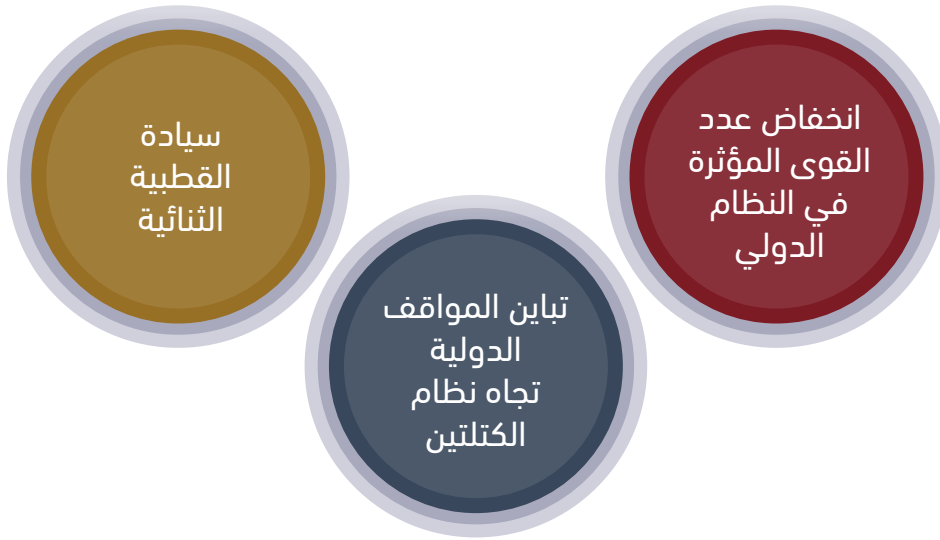 انخفاض عدد
القوى المؤثرة
في النظام
الدولي
تباين المواقف
الدولية
تجاه نظام
الكتلتين
سيادة
القطبية
الثنائية